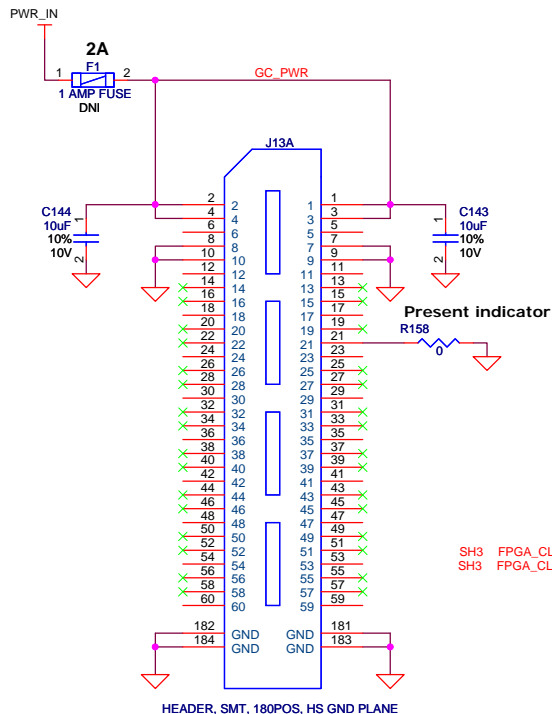 PWR_IN
2A
F1
1 2
GC_PWR
1 AMP FUSE
DNI
J13A
2 2 1 1
4 4 3 3
6 6 5 5
8 8 7 7
10 10 9 9
12 12 11 11
14 14 13 13
16 16 15 15
18 18 17 17
20 20 19 19
22 22 21 21
24 24 23 23
26 26 25 25
28 28 27 27
30 30 29 29
32 32 31 31
34 34 33 33
36 36 35 35
38 38 37 37
40 40 39 39
42 42 41 41
44 44 43 43
46 46 45 45
48 48 47 47
50 50 49 49
52 52 51 51
54 54 53 53
56 56 55 55
58 58 57 57
60 60 59 59
182 GND GND 181
184 GND GND 183
C144
10uF
10%
10V
1
2
C143
10uF
10%
10V
1
2
Present indicator
R158
0
SH3 FPGA_CL
SH3 FPGA_CL
HEADER, SMT, 180POS, HS GND PLANE